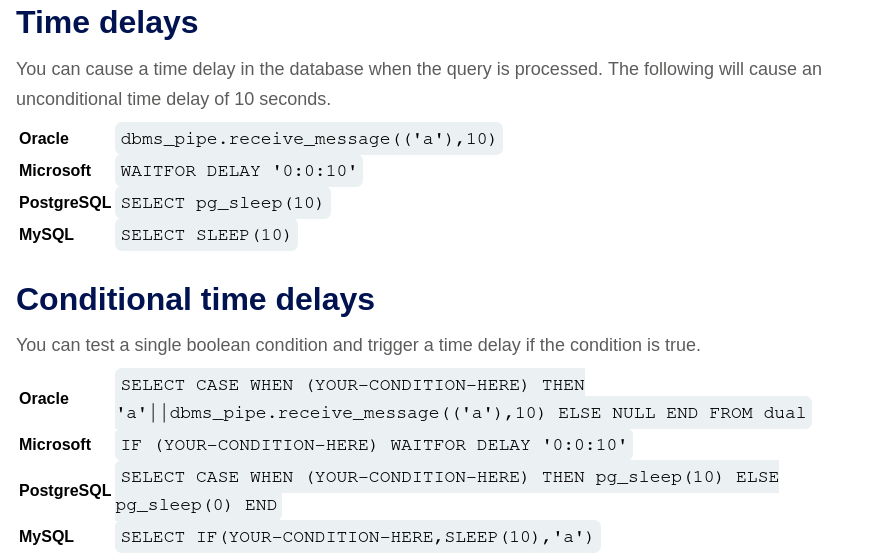 Time delays
You can cause a time delay in the database when the query is processed. The following will cause an
unconditional time delay of 10 seconds.
Oracle dbms_pipe.receive_message(('a'),10)
Microsoft WAITFOR DELAY '0:0:10'
PostgreSQL SELECT pg_sleep(10)
MySQL SELECT SLEEP(10)
Conditional time delays
You can test a single boolean condition and trigger a time delay if the condition is true.
Oracle SELECT CASE WHEN (YOUR-CONDITION-HERE) THEN
'a'||dbms_pipe.receive_message(('a'),10) ELSE NULL END FROM dual
Microsoft IF (YOUR-CONDITION-HERE) WAITFOR DELAY '0:0:10'
PostgreSQL SELECT CASE WHEN (YOUR-CONDITION-HERE) THEN pg_sleep(10) ELSE
pg_sleep(0) END
MySQL SELECT IF(YOUR-CONDITION-HERE,SLEEP(10),'a')